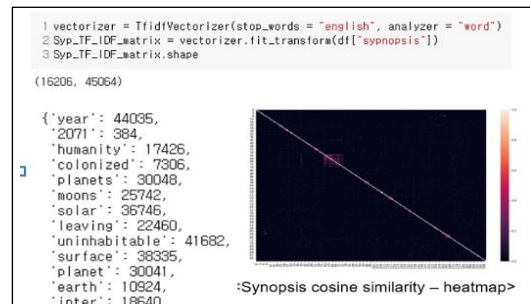 1 vectorizer = TfidfVectorizer(stop_words = "english", analyzer = "word")
2 Syp_TF_IDF_matrix = vectorizer.fit_transform(df["sypnopsis"])
3 Syp_TF_IDF_matrix.shape
(16206, 45064)
{'year': 44035,
'2071': 384,
'humanity': 17426,
'colonized': 7306,
'planets': 30048,
'moons': 25742,
'solar': 36746,
'leaving': 22460,
'uninhabitable': 41682,
'surface': 38335,
'planet': 30041,
'earth': 10924,
'inter': 18640,
:Synopsis cosine similarity – heatmap>